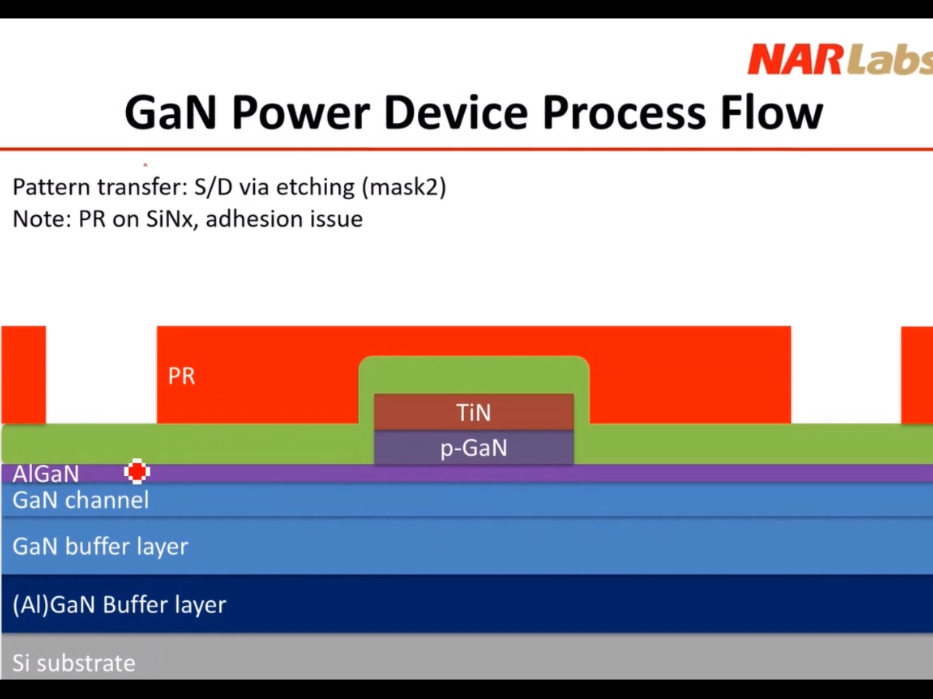 NARLabs
GaN Power Device Process Flow
Pattern transfer: S/D via etching (mask2)
Note: PR on SiNx, adhesion issue
PR
TiN
p-GaN
AlGaN
GaN channel
GaN buffer layer
(Al)GaN Buffer layer
Si substrate